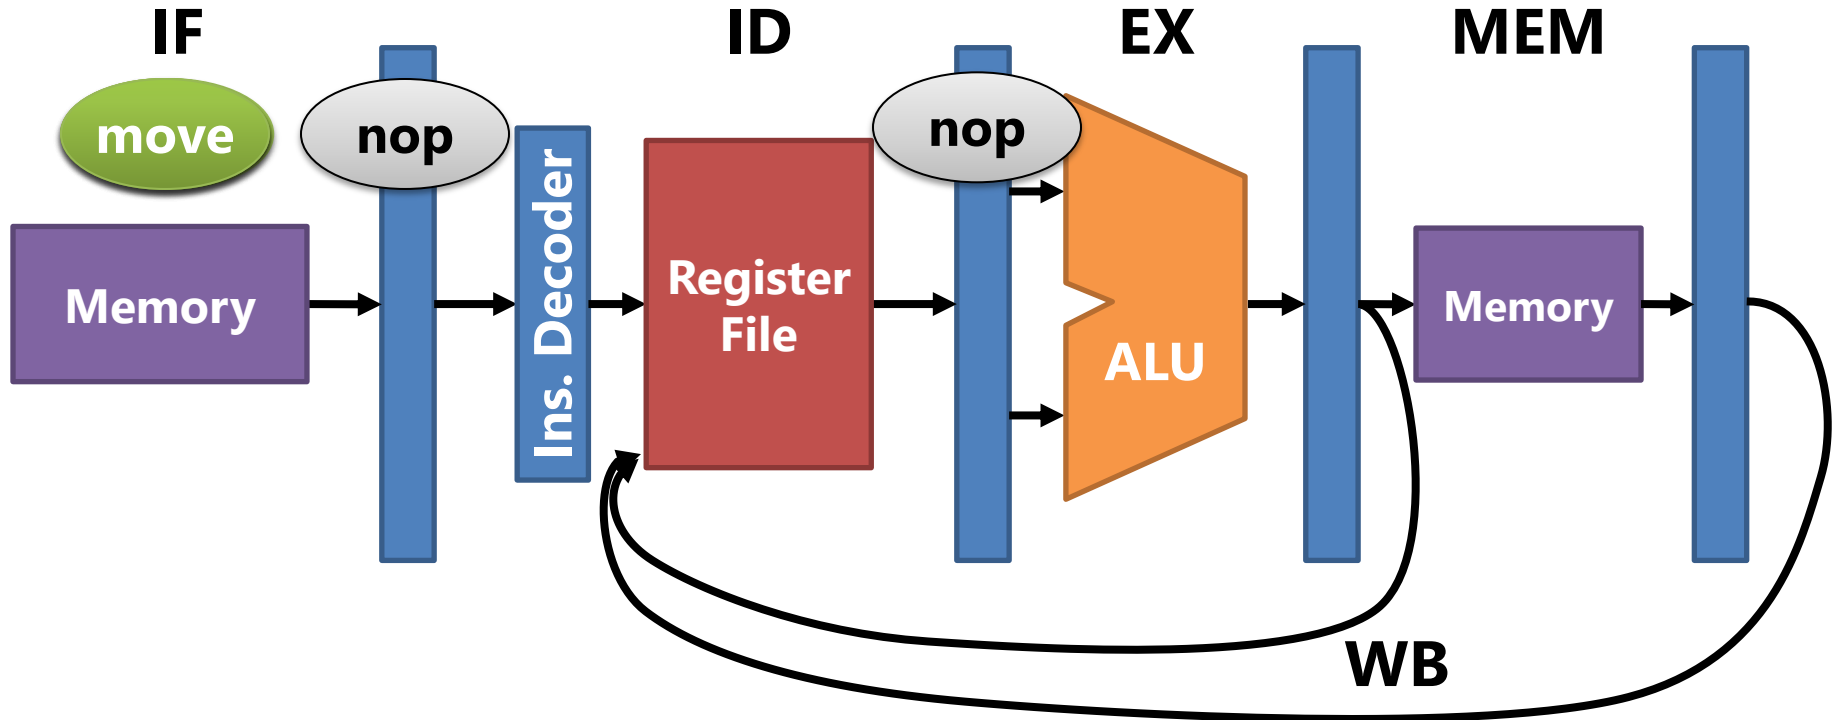 IF
ID
EX
MEM
move
nop
nop
Memory
Ins. Decoder
Register
File
ALU
Memory
WB